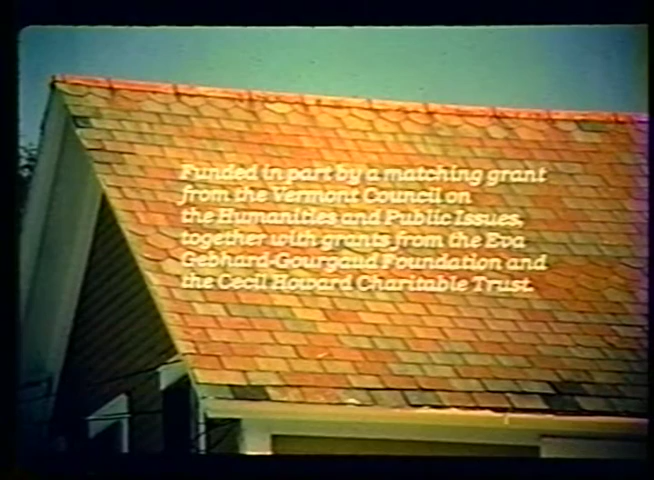 Funded in part by a matching grant
from the Vermont Council on
the Humanities and Public Issues,
together with grants from the Eva
Gebhard-Gourgaud Foundation and
the Cecil Howard Charitable Trust.